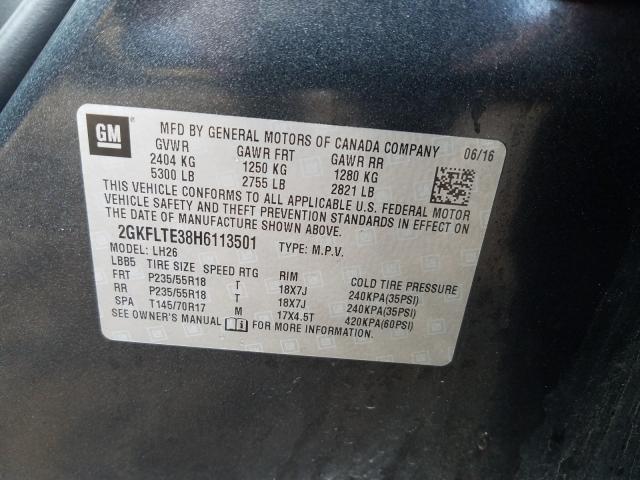 GM
MFD BY GENERAL MOTORS OF CANADA COMPANY 06/16
GVWR GAWR FRT GAWR RR
2404 KG 1250 KG 1280 KG
5300 LB 2755 LB 2821 LB
THIS VEHICLE CONFORMS TO ALL APPLICABLE U.S. FEDERAL MOTOR
VEHICLE SAFETY AND THEFT PREVENTION STANDARDS IN EFFECT ON
THE DATE OF MANUFACTURE SHOWN ABOVE.
2GKFLTE38H6113501 TYPE: M.P.V.
MODEL: LH26
LBB5 TIRE SIZE SPEED RTG RIM COLD TIRE PRESSURE
FRT P235/55R18 T 18X7J 240KPA(35PSI)
RR P235/55R18 T 18X7J 240KPA(35PSI)
SPA T145/70R17 M 17X4.5T 420KPA(60PSI)
SEE OWNER'S MANUAL FOR MORE INFORMATION.